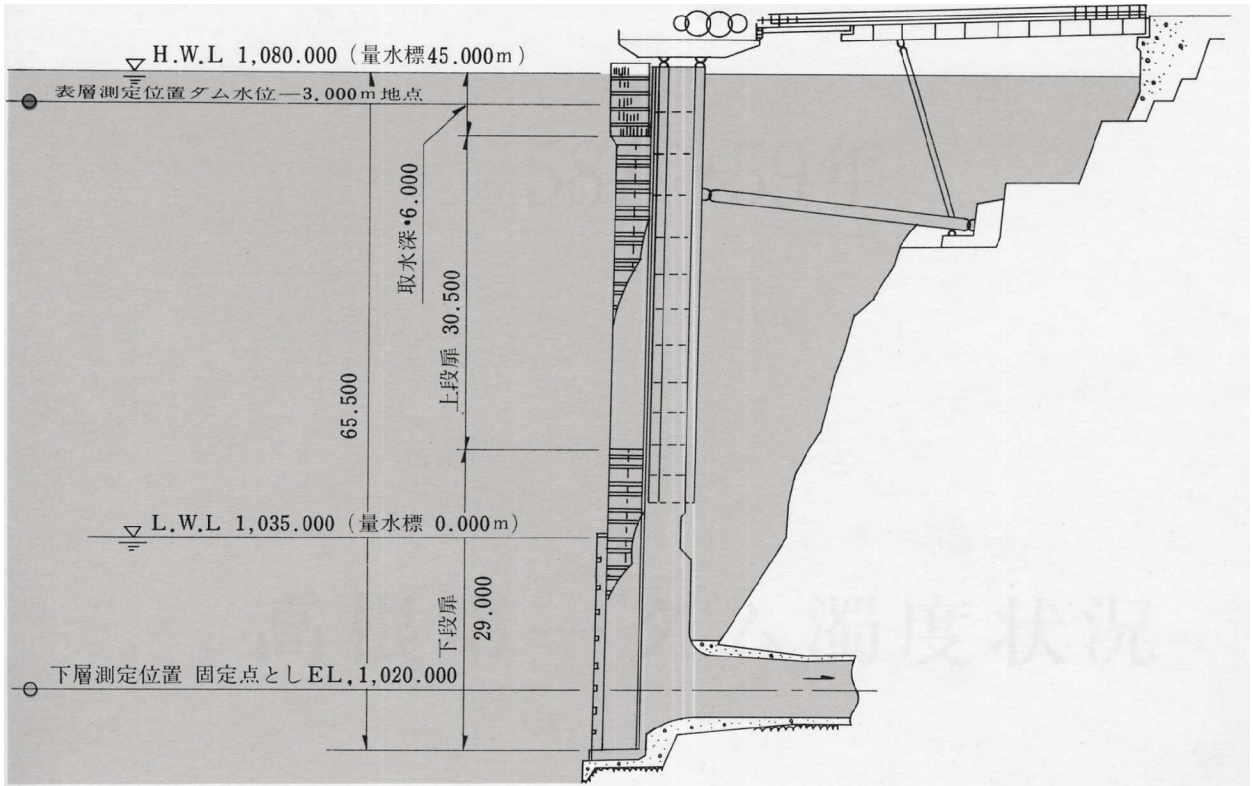 H.W.L 1,080.000 (量水標45.000m)
表層測定位置ダム水位—3.000m地点
取水深・6.000
上段扉 30.500
65.500
L.W.L 1,035.000 (量水標 0.000m)
下段扉 29.000
下層測定位置 固定点としEL,1,020.000